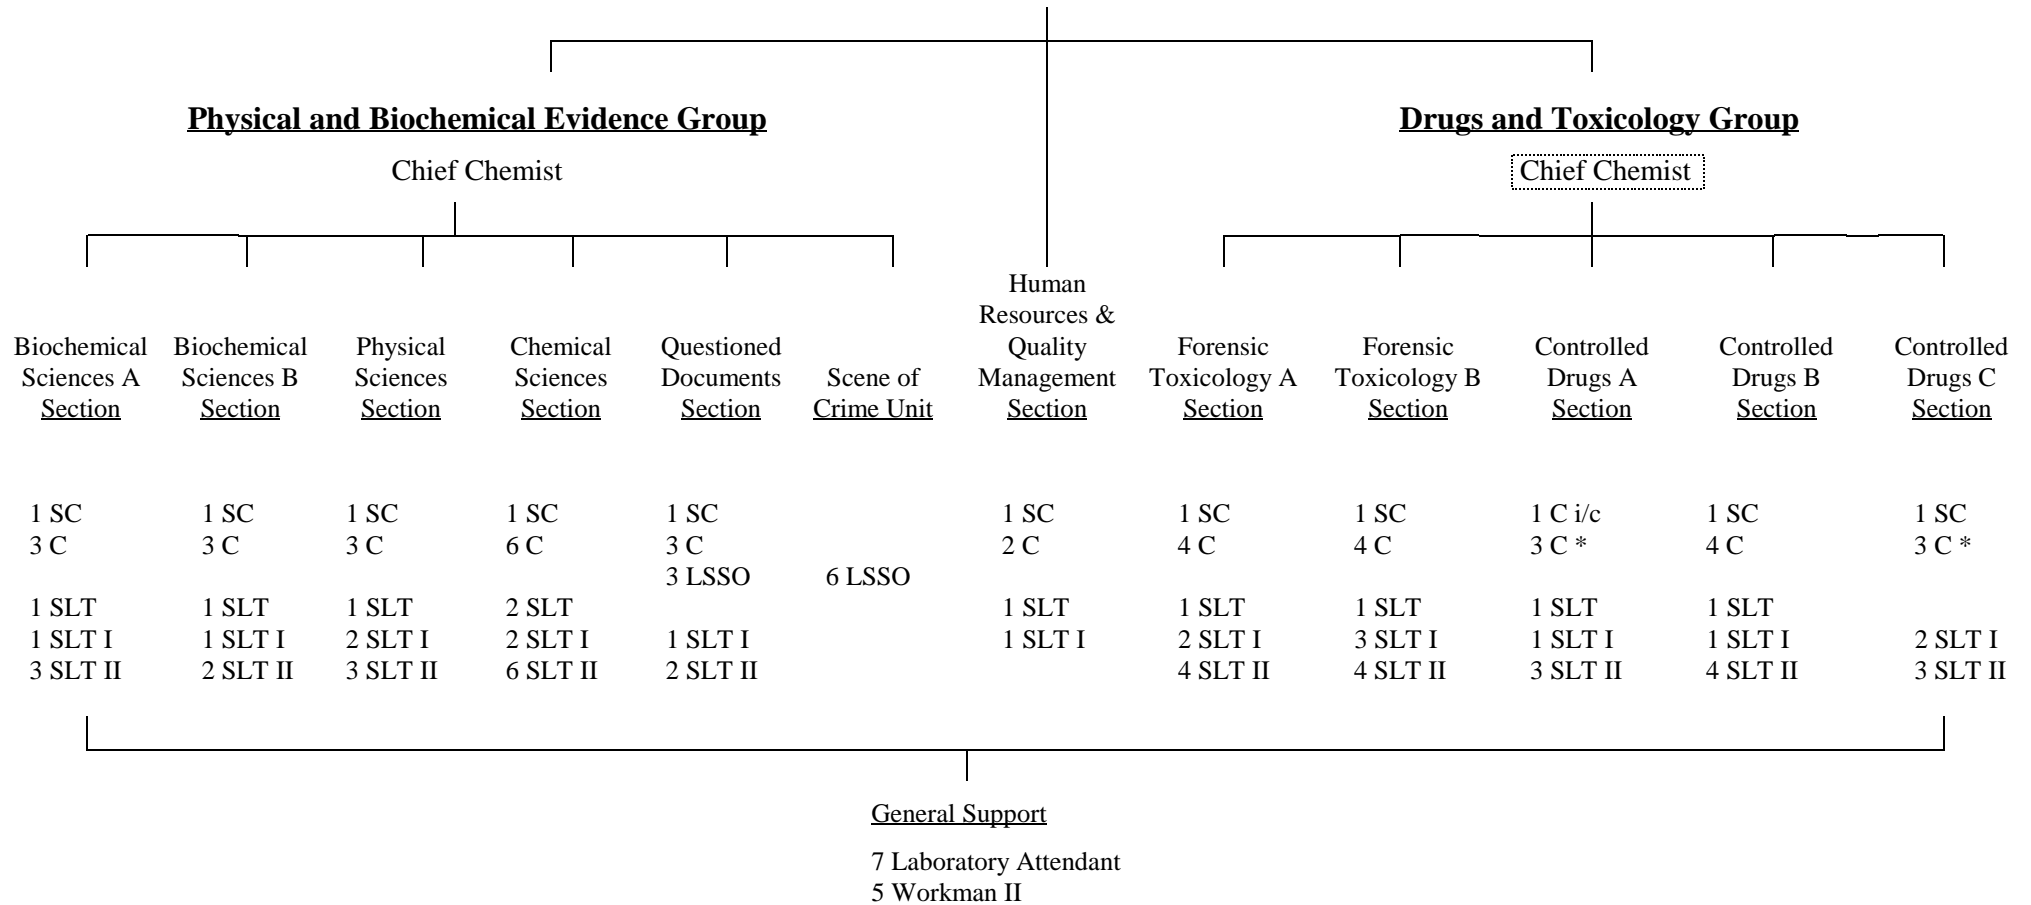 Physical and Biochemical Evidence Group
Chief Chemist
Drugs and Toxicology Group
Chief Chemist
Biochemical
Sciences A
Section
Biochemical
Sciences B
Section
Physical
Sciences
Section
Chemical
Sciences
Section
Questioned
Documents
Section
Scene of
Crime Unit
Human
Resources &
Quality
Management
Section
Forensic
Toxicology A
Section
Forensic
Toxicology B
Section
Controlled
Drugs A
Section
Controlled
Drugs B
Section
Controlled
Drugs C
Section
1 SC 1 SC 1 SC 1 SC 1 SC 1 SC 1 SC 1 SC 1 C i/c 1 SC 1 SC
3 C 3 C 3 C 6 C 3 C 2 C 4 C 4 C 3 C * 4 C 3 C *
3 LSSO 6 LSSO
1 SLT 1 SLT 1 SLT 2 SLT 1 SLT 1 SLT 1 SLT 1 SLT 1 SLT
1 SLT I 1 SLT I 2 SLT I 2 SLT I 1 SLT I 1 SLT I 2 SLT I 3 SLT I 1 SLT I 1 SLT I 2 SLT I
3 SLT II 2 SLT II 3 SLT II 6 SLT II 2 SLT II 4 SLT II 4 SLT II 3 SLT II 4 SLT II 3 SLT II
General Support
7 Laboratory Attendant
5 Workman II